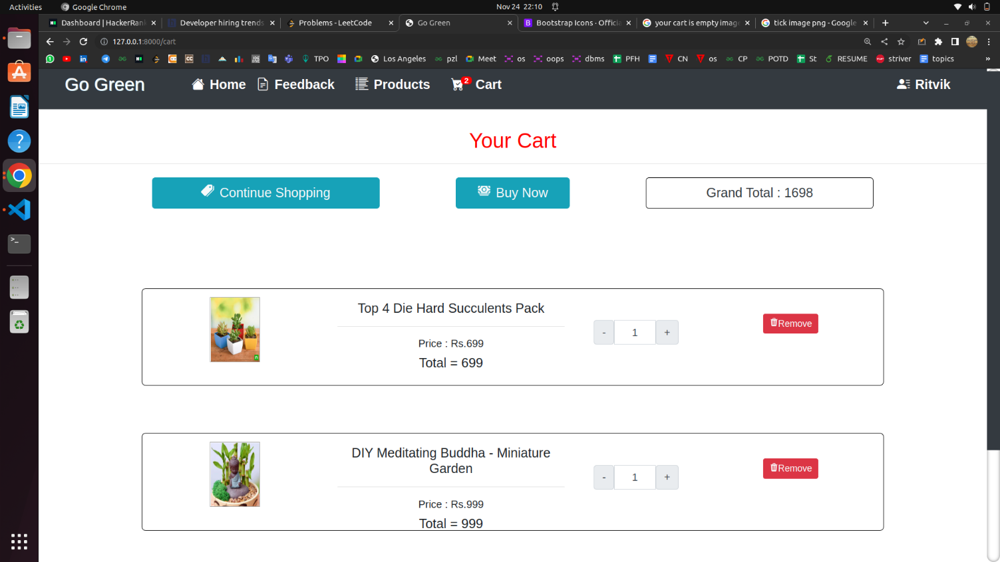 Activities
Google Chrome
Nov 24 22:10
Dashboard | HackerRank
Developer hiring trends
Problems - LeetCode
Go Green
Bootstrap Icons · Officia
your cart is empty image
tick image png - Google
127.0.0.1:8000/cart
TPO
Los Angeles
pzl
Meet
os
oops
dbms
PFH
CN
os
CP
POTD
St
RESUME
striver
topics
»
Go Green
Home
Feedback
Products
2
Cart
Ritvik
Your Cart
Continue Shopping
Buy Now
Grand Total : 1698
Top 4 Die Hard Succulents Pack
Price : Rs.699
Total = 699
- 1 +
Remove
DIY Meditating Buddha - Miniature
Garden
Price : Rs.999
Total = 999
- 1 +
Remove